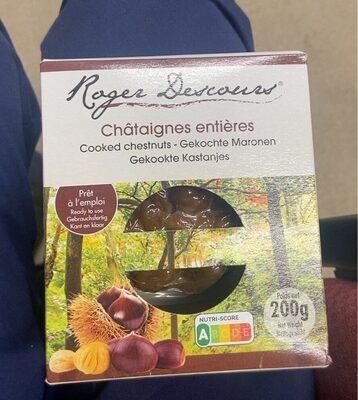 Roger Descours®
Châtaignes entières
Cooked chestnuts - Gekochte Maronen
Gekookte Kastanjes
Prêt
à l'emploi
Ready to use
Gebrauchsfertig
Kant en klaar
Poids net
200g
Net Weight
NUTRI-SCORE
A B C D E